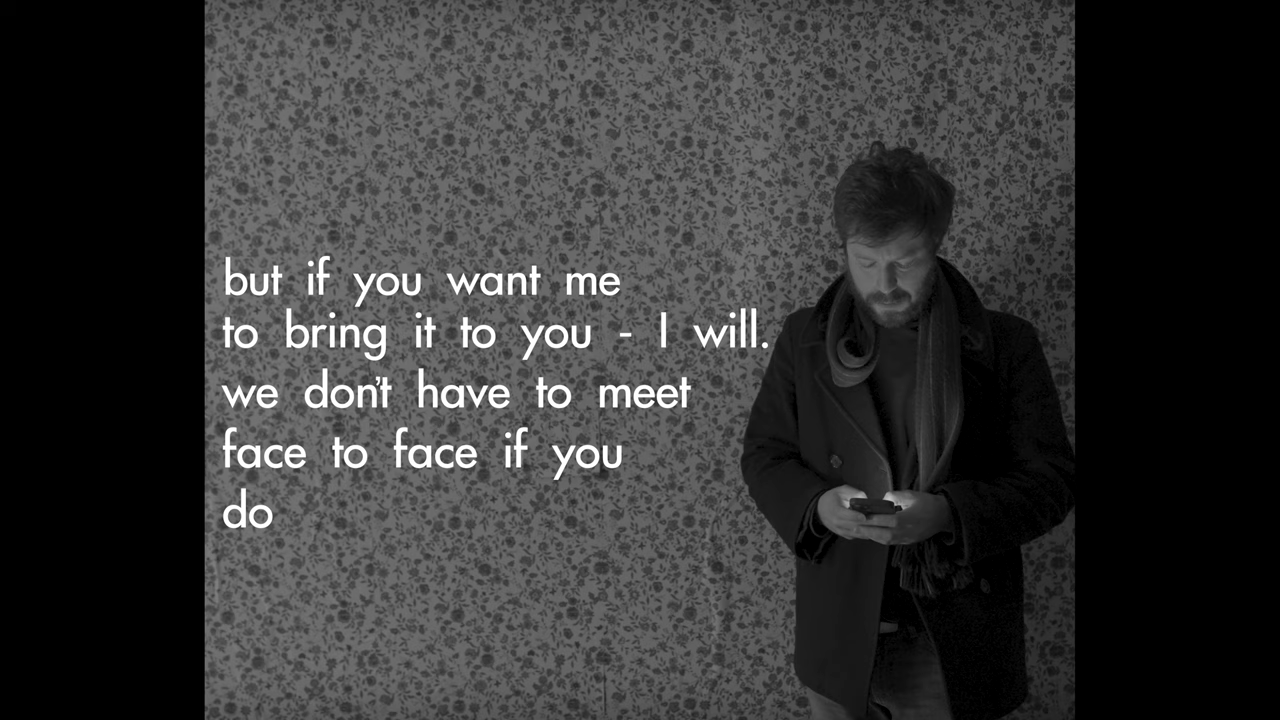 but if you want me
to bring it to you - I will.
we don't have to meet
face to face if you
do